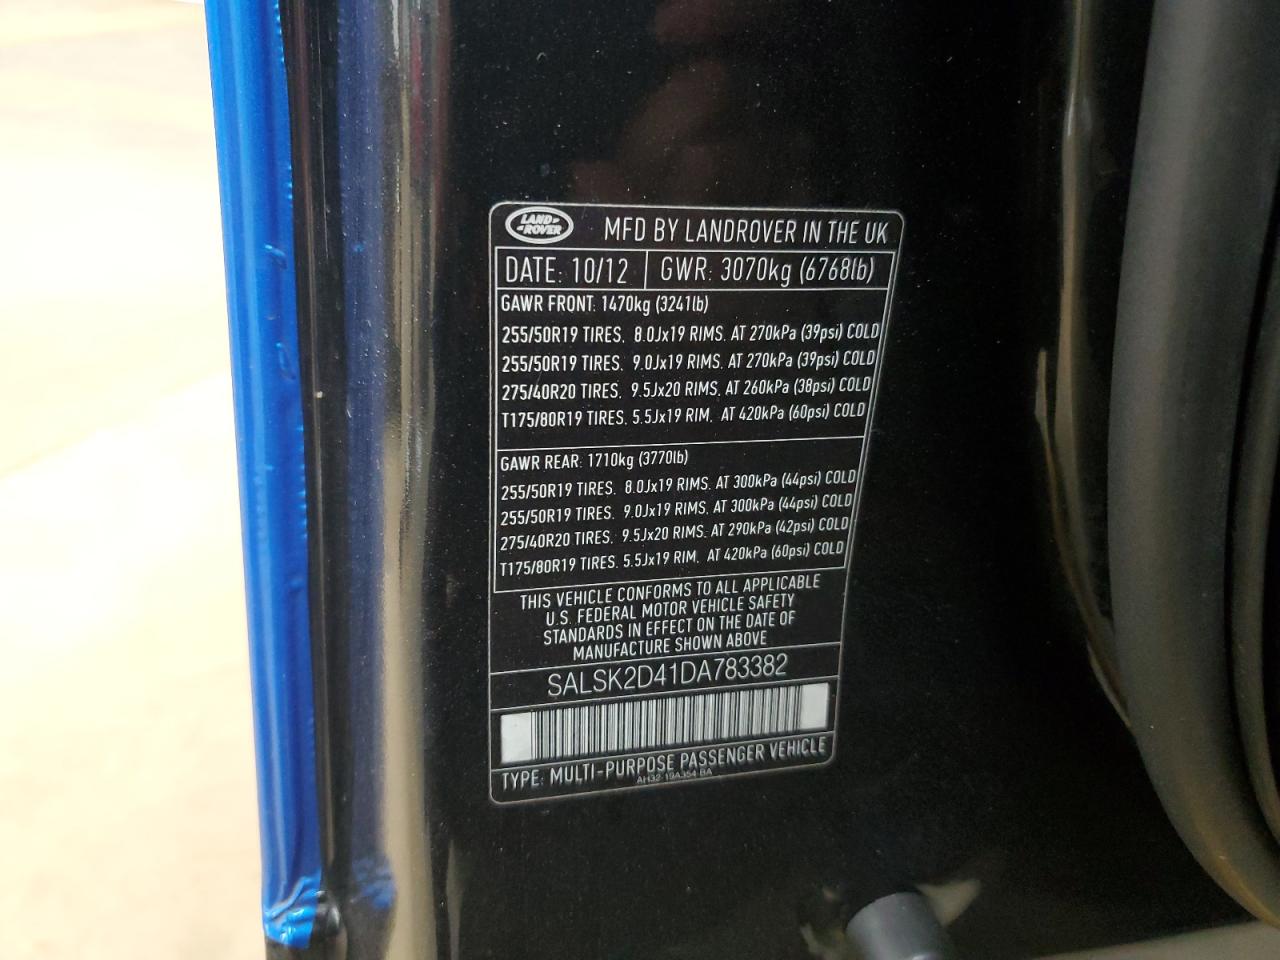 LAND-
-ROVER
MFD BY LANDROVER IN THE UK
DATE: 10/12 GWR: 3070kg (6768lb)
GAWR FRONT: 1470kg (3241lb)
255/50R19 TIRES. 8.0Jx19 RIMS. AT 270kPa (39psi) COLD
255/50R19 TIRES. 9.0Jx19 RIMS. AT 270kPa (39psi) COLD
275/40R20 TIRES. 9.5Jx20 RIMS. AT 260kPa (38psi) COLD
T175/80R19 TIRES. 5.5Jx19 RIM. AT 420kPa (60psi) COLD
GAWR REAR: 1710kg (3770lb)
255/50R19 TIRES. 8.0Jx19 RIMS. AT 300kPa (44psi) COLD
255/50R19 TIRES. 9.0Jx19 RIMS. AT 300kPa (44psi) COLD
275/40R20 TIRES. 9.5Jx20 RIMS. AT 290kPa (42psi) COLD
T175/80R19 TIRES. 5.5Jx19 RIM. AT 420kPa (60psi) COLD
THIS VEHICLE CONFORMS TO ALL APPLICABLE
U.S. FEDERAL MOTOR VEHICLE SAFETY
STANDARDS IN EFFECT ON THE DATE OF
MANUFACTURE SHOWN ABOVE
SALSK2D41DA783382
TYPE: MULTI-PURPOSE PASSENGER VEHICLE
AH32-19A354-BA